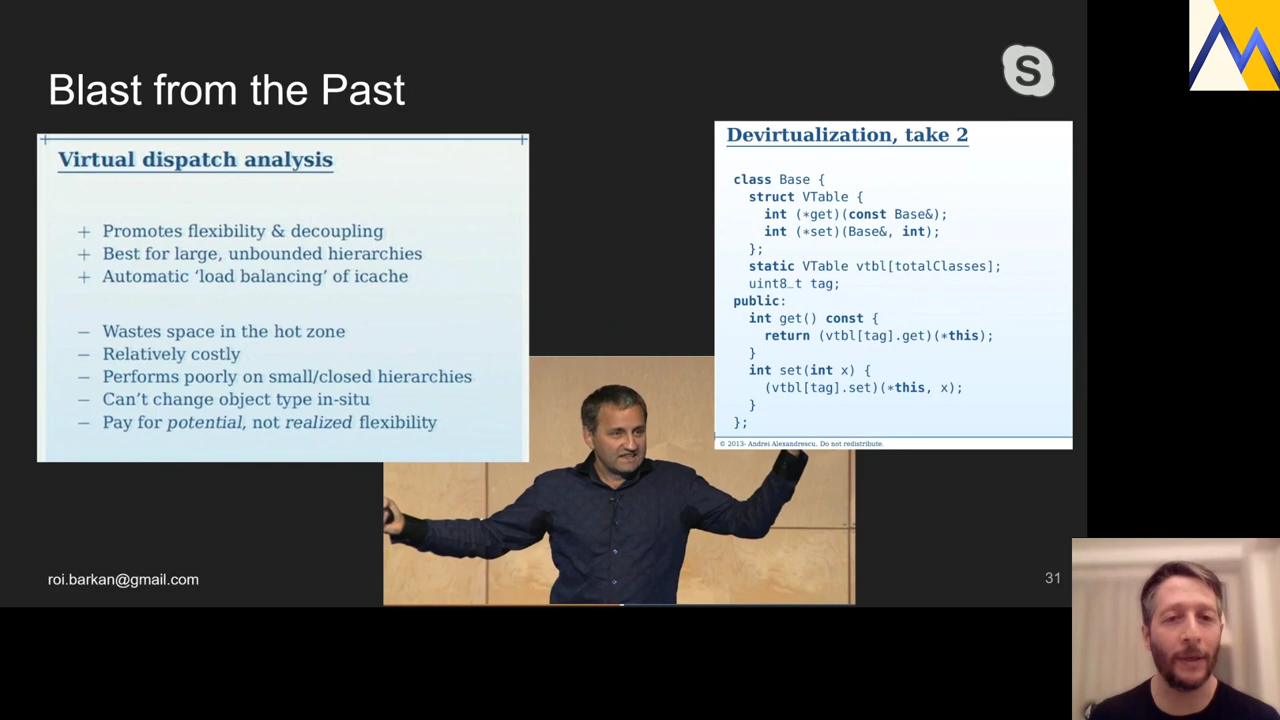 Blast from the Past
S
Virtual dispatch analysis
+ Promotes flexibility & decoupling
+ Best for large, unbounded hierarchies
+ Automatic ‘load balancing’ of icache
− Wastes space in the hot zone
− Relatively costly
− Performs poorly on small/closed hierarchies
− Can’t change object type in-situ
− Pay for potential, not realized flexibility
Devirtualization, take 2
class Base {
struct VTable {
int (*get)(const Base&);
int (*set)(Base&, int);
};
static VTable vtbl[totalClasses];
uint8_t tag;
public:
int get() const {
return (vtbl[tag].get)(*this);
}
int set(int x) {
(vtbl[tag].set)(*this, x);
}
};
© 2013- Andrei Alexandrescu. Do not redistribute.
roi.barkan@gmail.com
31